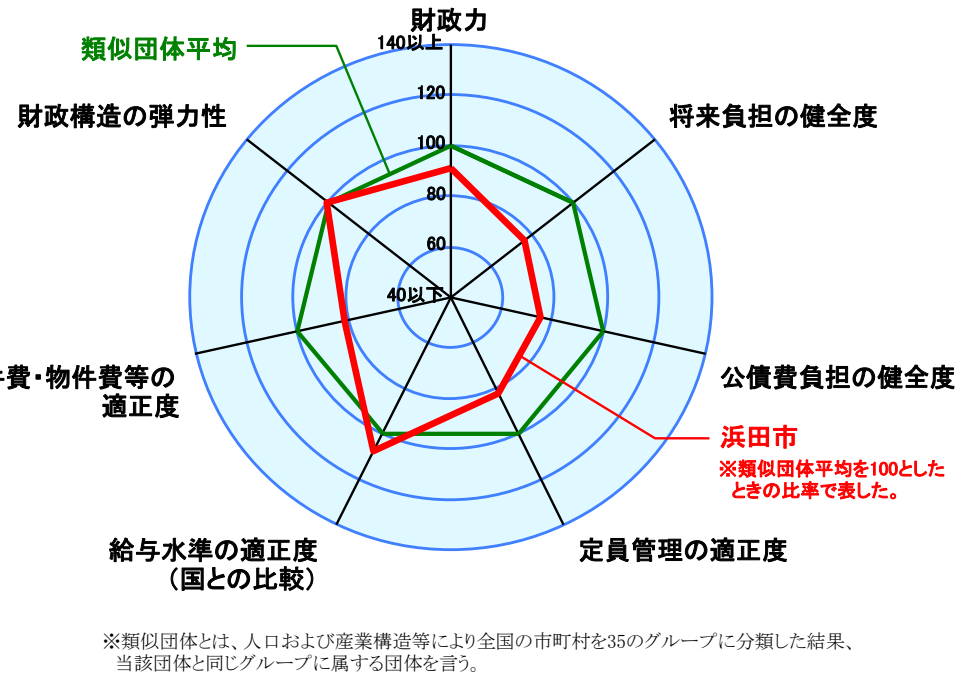 財政力
140以上
類似団体平均
120
財政構造の弾力性
将来負担の健全度
100
80
60
40以下
件費・物件費等の
適正度
公債費負担の健全度
浜田市
※類似団体平均を100とした
ときの比率で表した。
給与水準の適正度
(国との比較)
定員管理の適正度
※類似団体とは、人口および産業構造等により全国の市町村を35のグループに分類した結果、
当該団体と同じグループに属する団体を言う。